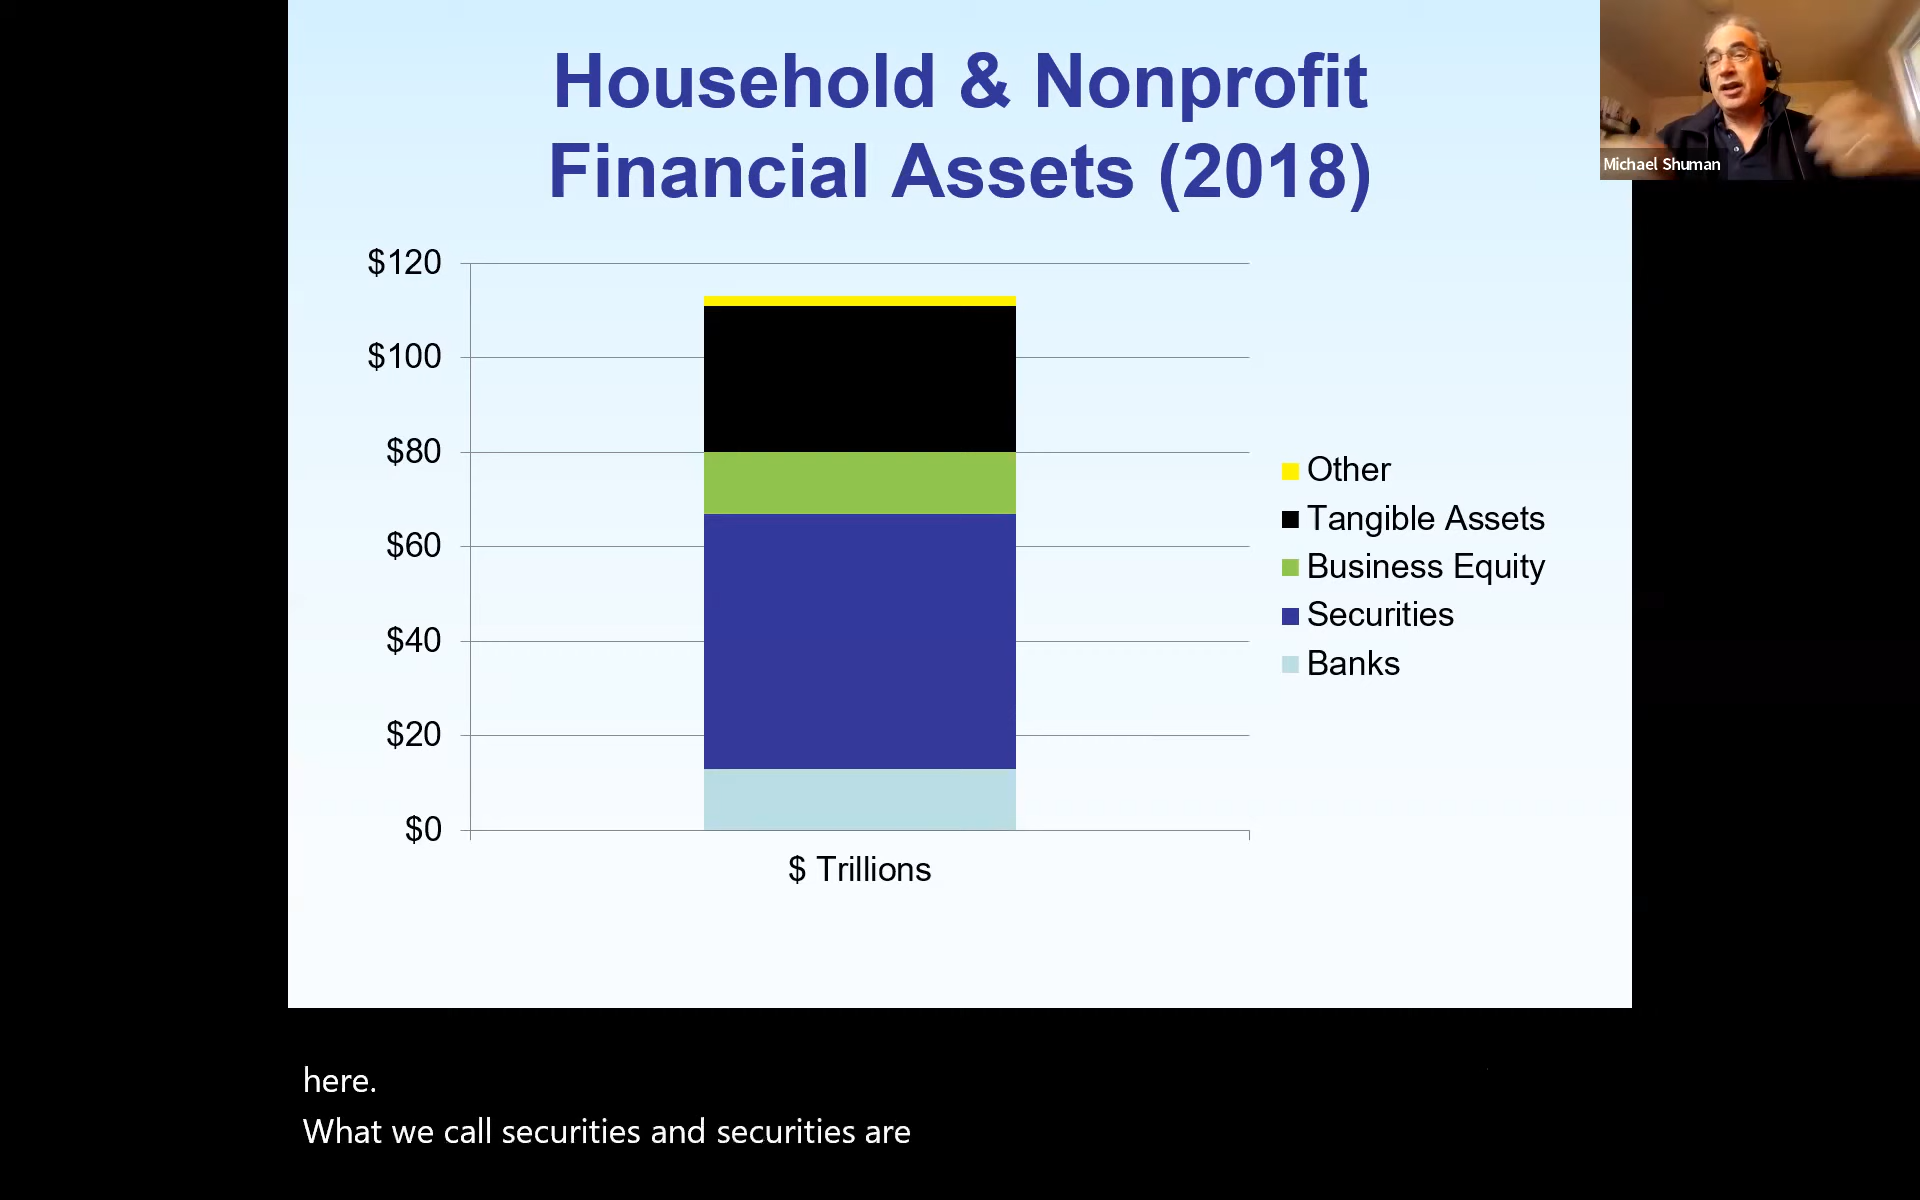 Household & Nonprofit
Financial Assets (2018)
Michael Shuman
$120
$100
$80
$60
$40
$20
$0
$ Trillions
Other
Tangible Assets
Business Equity
Securities
Banks
here.
What we call securities and securities are